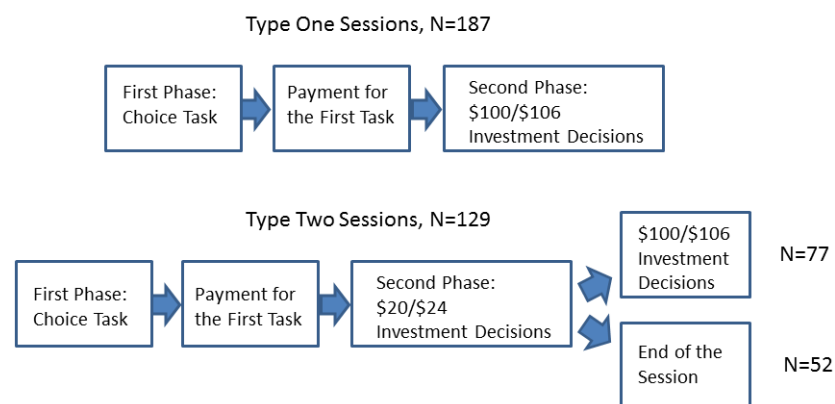 Type One Sessions, N=187
First Phase:
Choice Task
Payment for
the First Task
Second Phase:
$100/$106
Investment Decisions
Type Two Sessions, N=129
First Phase:
Choice Task
Payment for
the First Task
Second Phase:
$20/$24
Investment Decisions
$100/$106
Investment
Decisions
N=77
End of the
Session
N=52